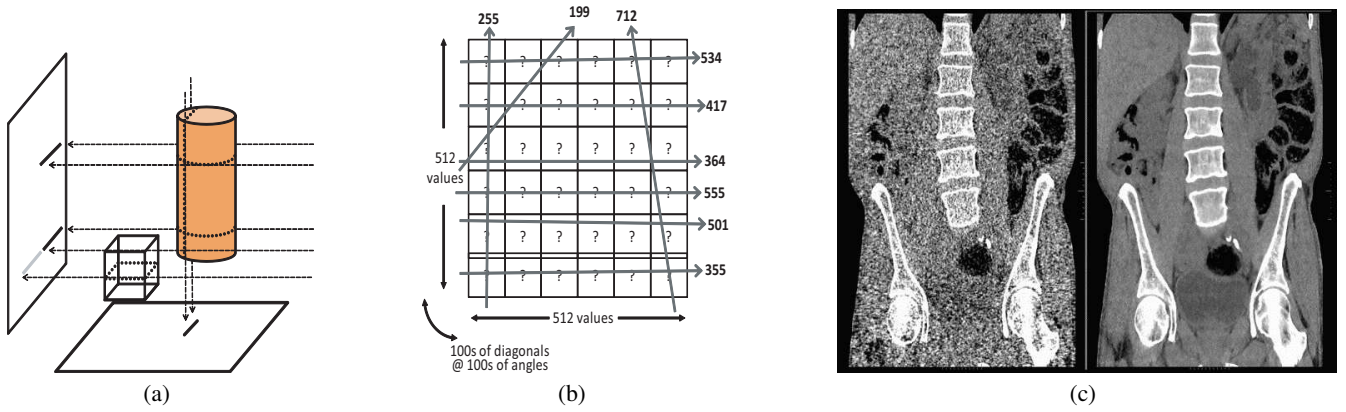 255
199
712
? ? ? ? ? ?
534
? ? ? ? ? ?
417
? ? ? ? ? ?
512
values
364
? ? ? ? ? ?
555
501
? ? ? ? ? ?
? ? ? ? ? ?
355
512 values
100s of diagonals
@ 100s of angles
(a)
(b)
(c)